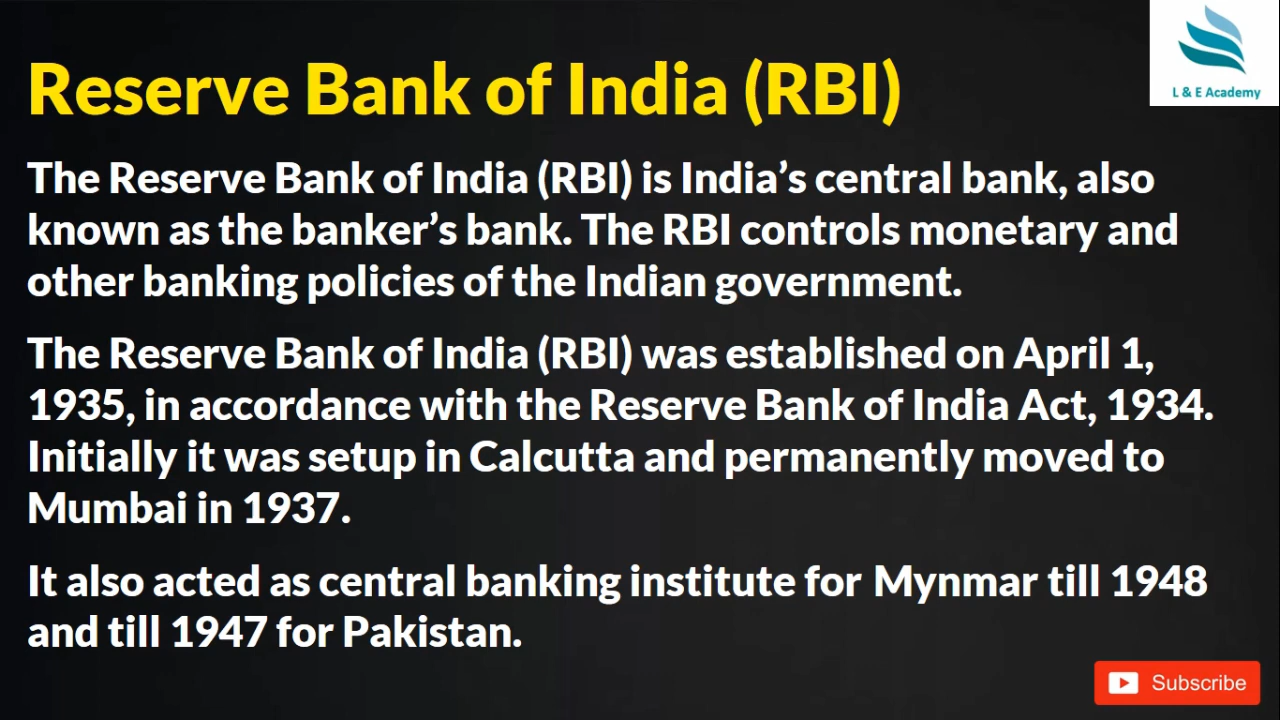 L & E Academy
Reserve Bank of India (RBI)
The Reserve Bank of India (RBI) is India’s central bank, also
known as the banker’s bank. The RBI controls monetary and
other banking policies of the Indian government.
The Reserve Bank of India (RBI) was established on April 1,
1935, in accordance with the Reserve Bank of India Act, 1934.
Initially it was setup in Calcutta and permanently moved to
Mumbai in 1937.
It also acted as central banking institute for Mynmar till 1948
and till 1947 for Pakistan.
Subscribe